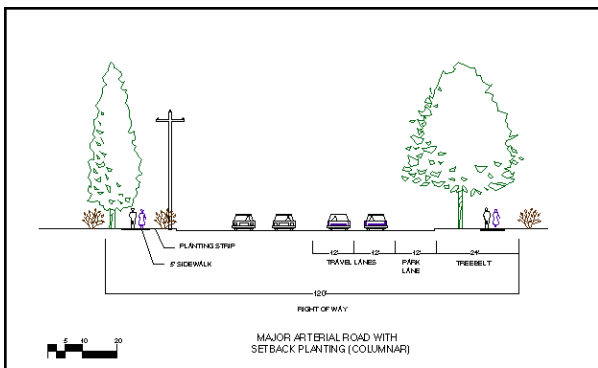 PLANTING STRIP
5' SIDEWALK
12' 12' 12' 24'
TRAVEL LANES PARK LANE TREEBELT
120'
RIGHT OF WAY
MAJOR ARTERIAL ROAD WITH
SETBACK PLANTING (COLUMNAR)
5 10 20